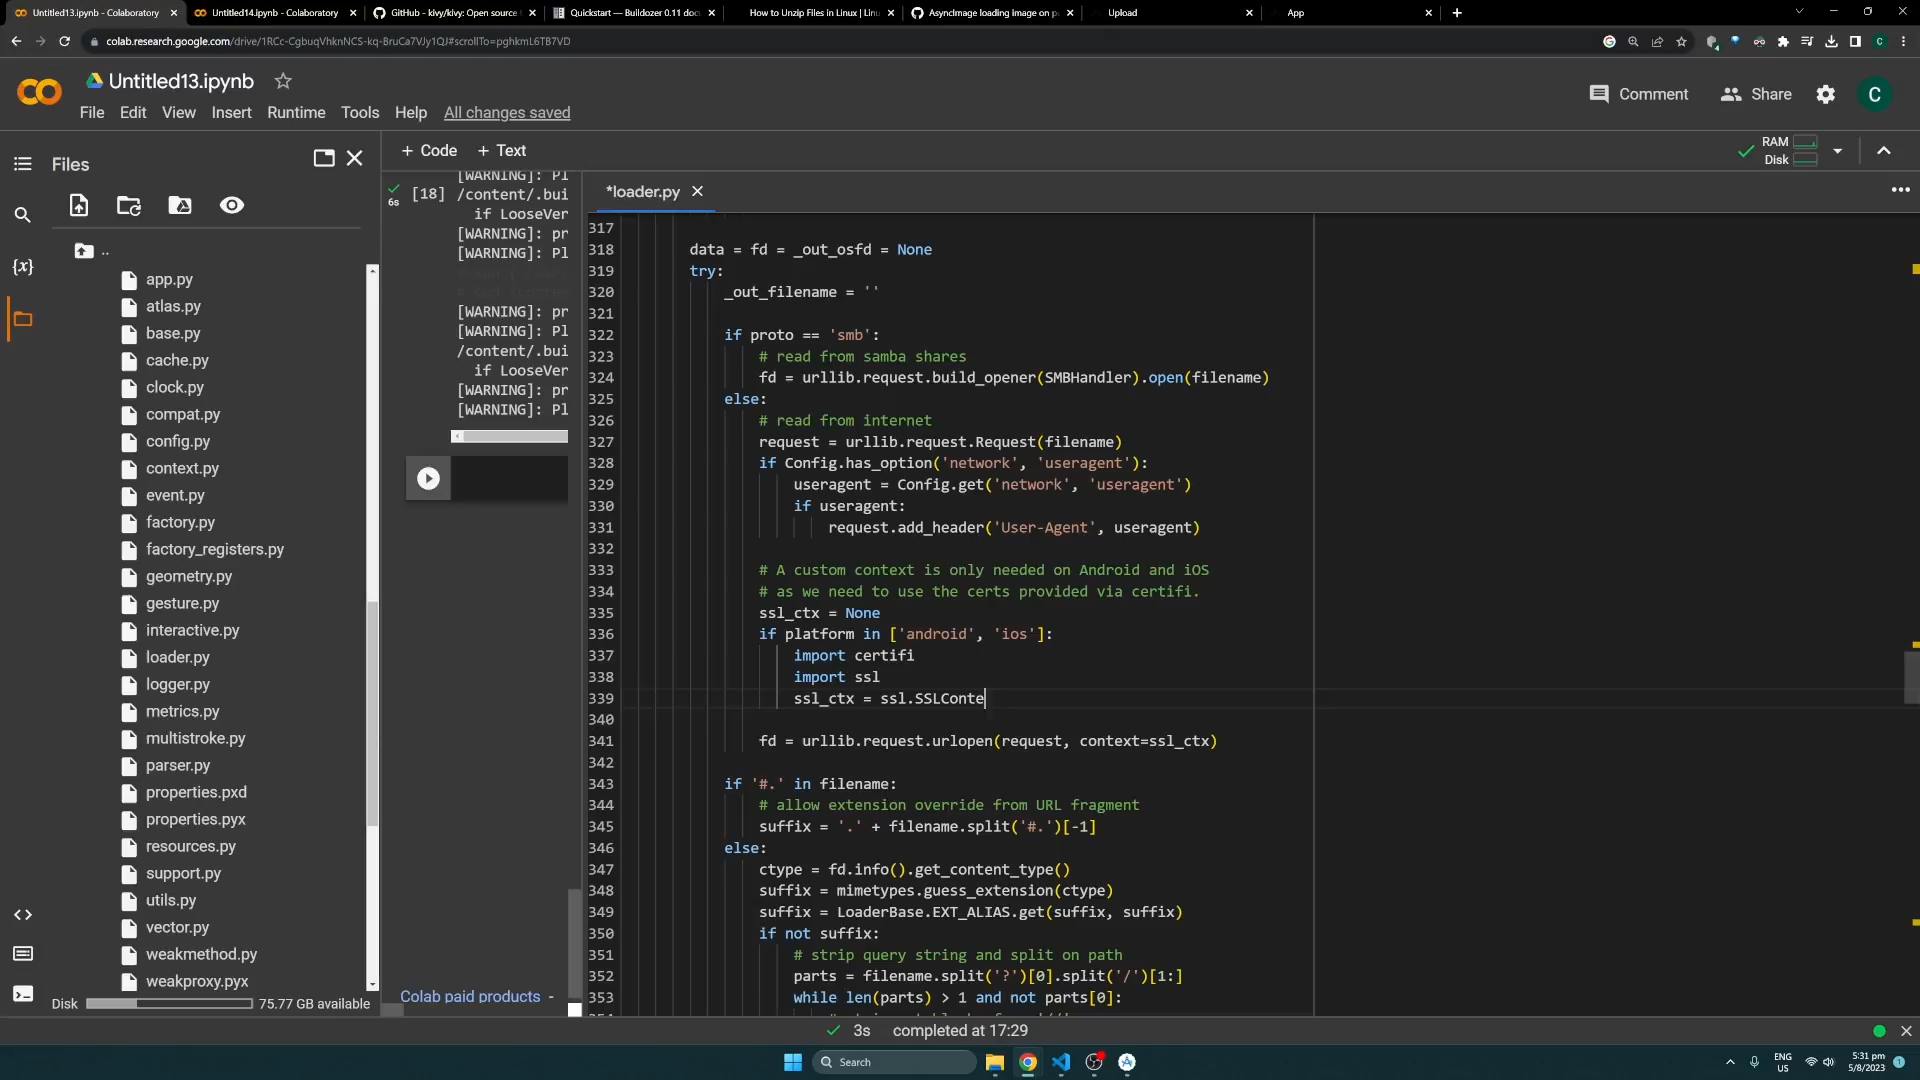 Untitled13.ipynb - Colaboratory
Untitled14.ipynb - Colaboratory
GitHub - kivy/kivy: Open source
Quickstart — Buildozer 0.11 doc
How to Unzip Files in Linux | Lin
AsyncImage loading image on p
Upload
App
colab.research.google.com/drive/1RCc-CgbuqVhknNCS-kq-BruCa7VJy1QJ#scrollTo=pghkmL6TB7VD
Untitled13.ipynb
File Edit View Insert Runtime Tools Help All changes saved
Comment
Share
C
+ Code + Text
RAM
Disk
Files
..
app.py
atlas.py
base.py
cache.py
clock.py
compat.py
config.py
context.py
event.py
factory.py
factory_registers.py
geometry.py
gesture.py
interactive.py
loader.py
logger.py
metrics.py
multistroke.py
parser.py
properties.pxd
properties.pyx
resources.py
support.py
utils.py
vector.py
weakmethod.py
weakproxy.pyx
Disk 75.77 GB available
6s
[18]
[WARNING]: Pl
/content/.bui
if LooseVer
[WARNING]: pr
[WARNING]: Pl
[WARNING]: pr
[WARNING]: Pl
/content/.bui
if LooseVer
[WARNING]: pr
[WARNING]: Pl
Colab paid products -
*loader.py
317
318 data = fd = _out_osfd = None
319 try:
320 _out_filename = ''
321
322 if proto == 'smb':
323 # read from samba shares
324 fd = urllib.request.build_opener(SMBHandler).open(filename)
325 else:
326 # read from internet
327 request = urllib.request.Request(filename)
328 if Config.has_option('network', 'useragent'):
329 useragent = Config.get('network', 'useragent')
330 if useragent:
331 request.add_header('User-Agent', useragent)
332
333 # A custom context is only needed on Android and iOS
334 # as we need to use the certs provided via certifi.
335 ssl_ctx = None
336 if platform in ['android', 'ios']:
337 import certifi
338 import ssl
339 ssl_ctx = ssl.SSLConte
340
341 fd = urllib.request.urlopen(request, context=ssl_ctx)
342
343 if '#.' in filename:
344 # allow extension override from URL fragment
345 suffix = '.' + filename.split('#.')[-1]
346 else:
347 ctype = fd.info().get_content_type()
348 suffix = mimetypes.guess_extension(ctype)
349 suffix = LoaderBase.EXT_ALIAS.get(suffix, suffix)
350 if not suffix:
351 # strip query string and split on path
352 parts = filename.split('?')[0].split('/')[1:]
353 while len(parts) > 1 and not parts[0]:
3s completed at 17:29
Search
ENG
US
5:31 pm
5/8/2023